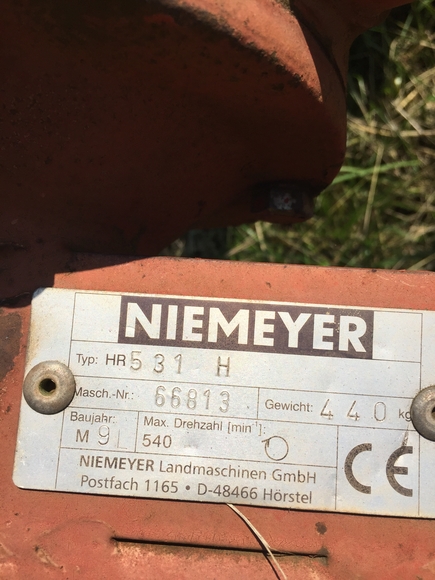 NIEMEYER
Typ: HR 531 H
Masch.-Nr.: 66813 Gewicht: 440 kg
Baujahr: Max. Drehzahl [min⁻¹]
M 9 540
NIEMEYER Landmaschinen GmbH
Postfach 1165 • D-48466 Hörstel
CE